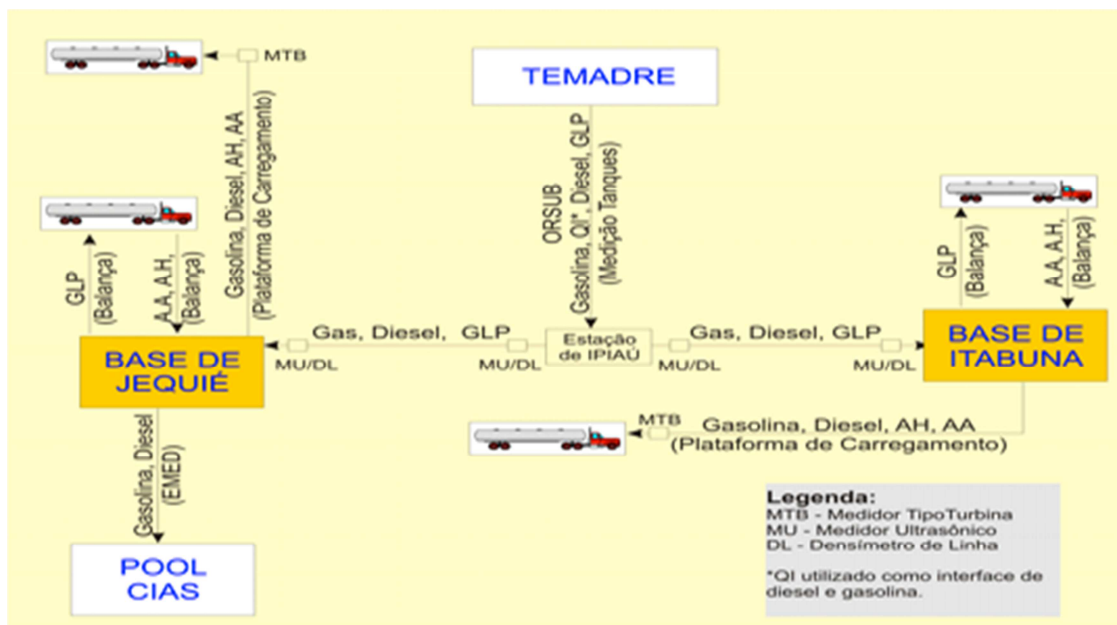 MTB
TEMADRE
Gasolina, Diesel, AH, AA
(Plataforma de Carregamento)
ORSUB
Gasolina, QI*, Diesel, GLP
(Medição Tanques)
GLP
(Balança)
A.A, A.H,
(Balança)
GLP
(Balança)
A.A, A.H,
(Balança)
BASE DE
JEQUIÉ
Gas, Diesel, GLP
MU/DL
MU/DL
Estação
de IPIAÚ
Gas, Diesel, GLP
MU/DL
MU/DL
BASE DE
ITABUNA
Gasolina, Diesel
(EMED)
MTB
Gasolina, Diesel, AH, AA
(Plataforma de Carregamento)
POOL
CIAS
Legenda:
MTB - Medidor TipoTurbina
MU - Medidor Ultrasônico
DL - Densímetro de Linha
*QI utilizado como interface de
diesel e gasolina.